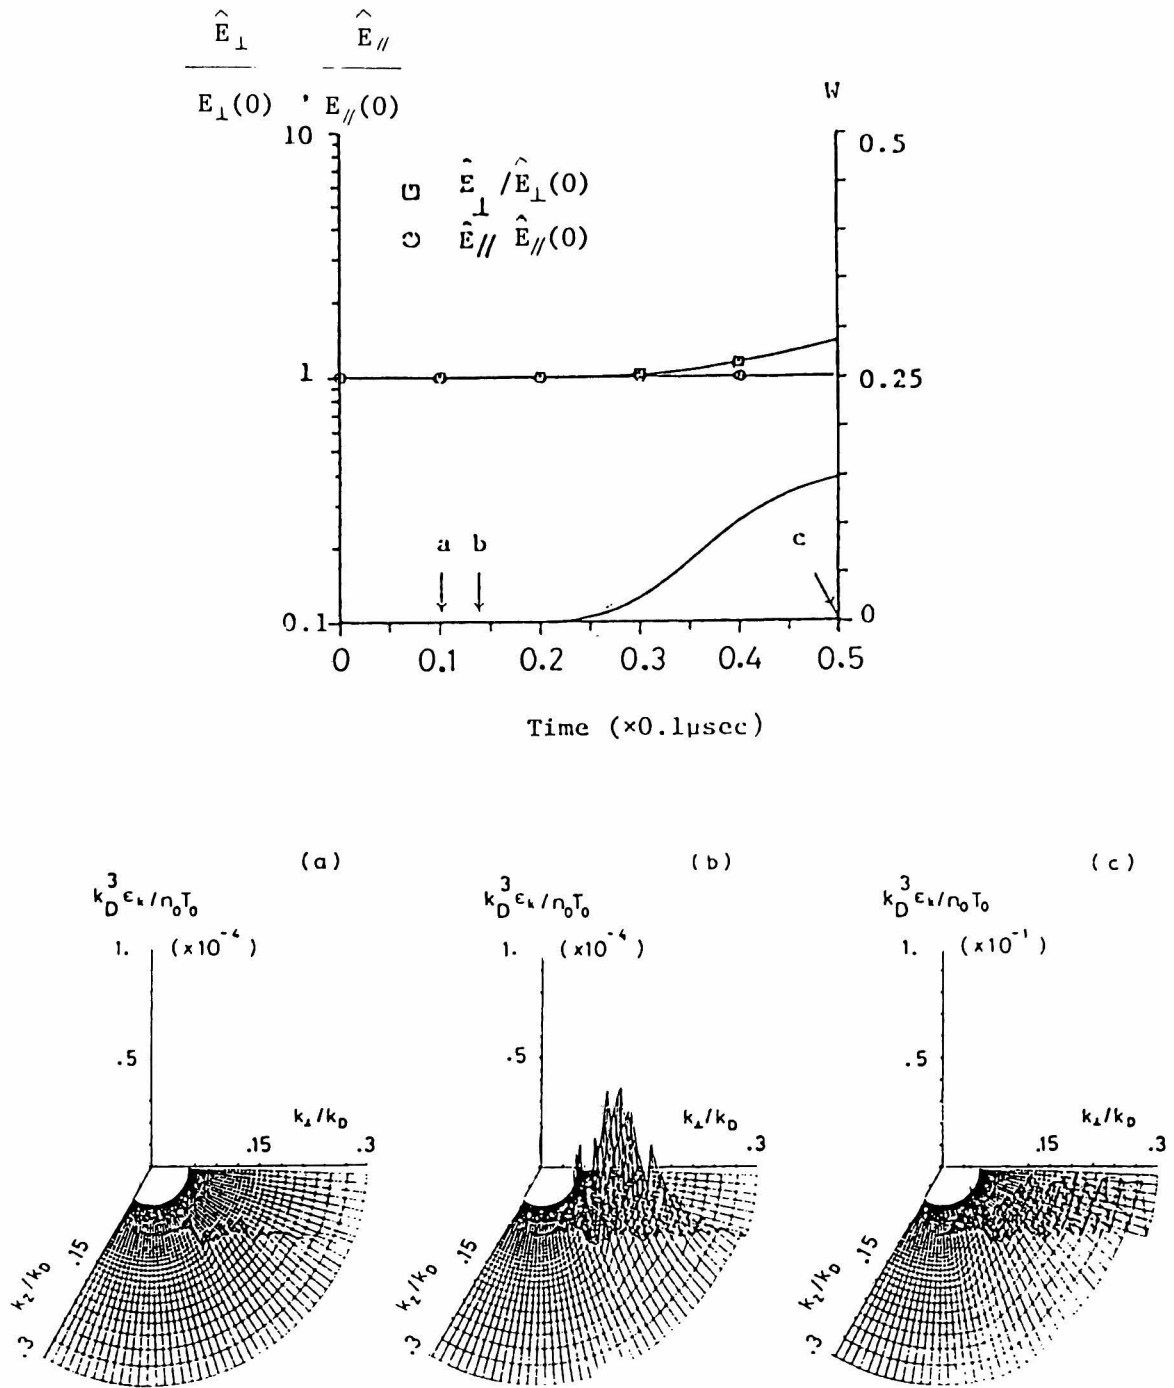 Ê⊥ Ê//
E⊥(0) , E//(0)
W
10 0.5
Ê⊥ /Ê⊥(0)
Ê// Ê//(0)
1 0.25
a b c
0.1 0
0 0.1 0.2 0.3 0.4 0.5
Time (×0.1μsec)
(a) (b) (c)
k_D^3 ε_k/n_0T_0 k_D^3 ε_k/n_0T_0 k_D^3 ε_k/n_0T_0
1. (×10^-4) 1. (×10^-4) 1. (×10^-1)
.5 .5 .5
k⊥/k_D k⊥/k_D k⊥/k_D
.15 .3 .3 .15 .3
.15 .15 .15
k_z/k_D k_z/k_D k_z/k_D
.3 .3 .3